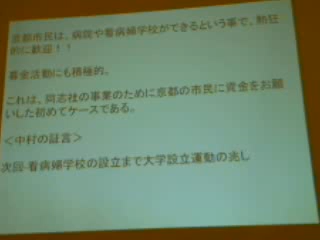 京都市民は、病院や看病婦学校ができるという事で、熱狂
的に歓迎！！
募金活動にも積極的。
これは、同志社の事業のために京都の市民に資金をお願
いした初めてケースである。
＜中村の証言＞
次回-看病婦学校の設立まで大学設立運動の兆し